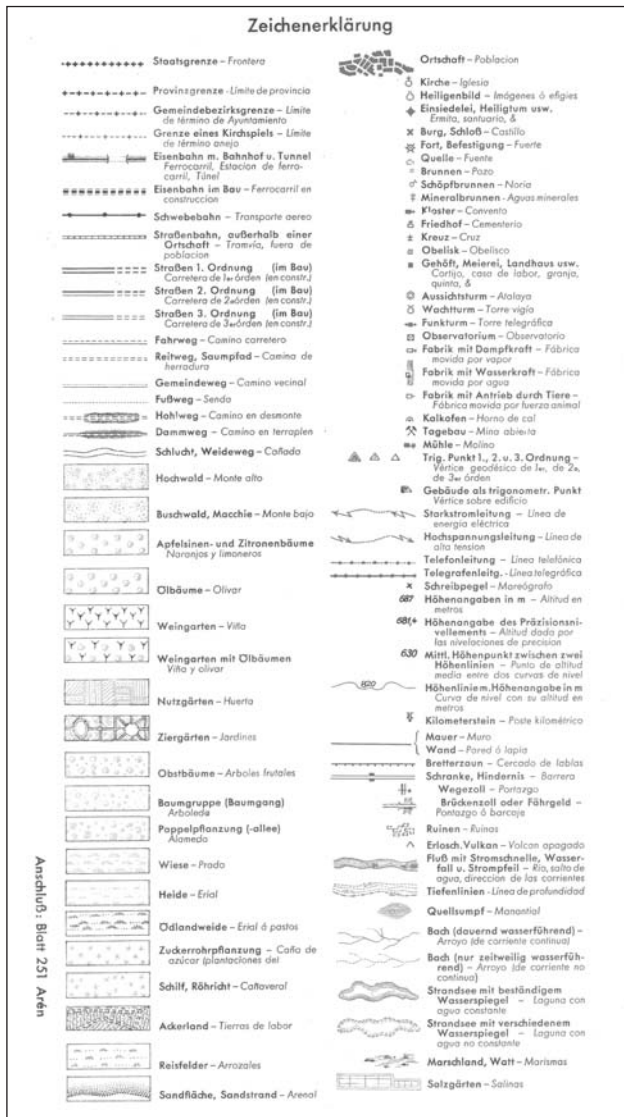 Zeichenerklärung
Staatsgrenze – Frontera
Provinsgrenze - Límite de provincia
Gemeindebezirksgrenze – Límite
de término de Ayuntamiento
Grenze eines Kirchspiels – Límite
de término anejo
Eisenbahn m. Bahnhof u. Tunnel
Ferrocarril, Estacion de ferro-
carril, Túnel
Eisenbahn im Bau – Ferrocarril en
construccion
Schwebebahn – Transporte aereo
Straßenbahn, außerhalb einer
Ortschaft – Tramvía, fuera de
poblacion
Straßen 1. Ordnung (im Bau)
Carretera de 1er órden (en constr.)
Straßen 2. Ordnung (im Bau)
Carretera de 2o órden (en constr.)
Straßen 3. Ordnung (im Bau)
Carretera de 3er órden (en constr.)
Fahrweg – Camino carretero
Reitweg, Saumpfad – Camino de
herradura
Gemeindeweg – Camino vecinal
Fußweg – Senda
Hohlweg – Camino en desmonte
Dammweg – Camino en terraplen
Schlucht, Weideweg – Cañada
Hochwald – Monte alto
Buschwald, Macchie – Monte bajo
Apfelsinen- und Zitronenbäume
Naranjos y limoneros
Ölbäume – Olivar
Weingarten – Viña
Weingarten mit Ölbäumen
Viña y olivar
Nutzgärten – Huerta
Ziergärten – Jardines
Obstbäume – Arboles frutales
Baumgruppe (Baumgang)
Arboleda
Pappelpflanzung (-allee)
Alameda
Wiese – Prado
Heide – Erial
Ödlandweide – Erial á pastos
Zuckerrohrpflanzung – Caña de
azúcar (plantaciones de)
Schilf, Röhricht – Cañaveral
Ackerland – Tierras de labor
Reisfelder – Arrozales
Sandfläche, Sandstrand – Arenal
Anschluß: Blatt 251 Arén
Ortschaft – Poblacion
Kirche – Iglesia
Heiligenbild – Imágenes ó efigies
Einsiedelei, Heiligtum usw.
Ermita, santuario, &
Burg, Schloß – Castillo
Fort, Befestigung – Fuerte
Quelle – Fuente
Brunnen – Pozo
Schöpfbrunnen – Noria
Mineralbrunnen - Aguas minerales
Kloster – Convento
Friedhof – Cementerio
Kreuz – Cruz
Obelisk – Obelisco
Gehöft, Meierei, Landhaus usw.
Cortijo, casa de labor, granja,
quinta, &
Aussichtsturm – Atalaya
Wachtturm – Torre vigía
Funkturm – Torre telegráfica
Observatorium – Observatorio
Fabrik mit Dampfkraft – Fábrica
movida por vapor
Fabrik mit Wasserkraft – Fábrica
movida por agua
Fabrik mit Antrieb durch Tiere –
Fábrica movida por fuerza animal
Kalkofen – Horno de cal
Tagebau – Mina abierta
Mühle – Molino
Trig. Punkt 1., 2. u. 3. Ordnung –
Vértice geodésico de 1er, de 2o,
de 3er órden
Gebäude als trigonometr. Punkt
Vértice sobre edificio
Starkstromleitung – Línea de
energia eléctrica
Hochspannungsleitung – Línea de
alta tension
Telefonleitung – Línea telefónica
Telegrafenleitg. - Línea telegráfica
Schreibpegel – Mareógrafo
687 Höhenangaben in m – Altitud en
metros
681,4 Höhenangabe des Präzisionsni-
vellements – Altitud dada por
las nivelaciones de precision
630 Mittl. Höhenpunkt zwischen zwei
Höhenlinien – Punto de altitud
media entre dos curvas de nivel
820 Höhenlinie m. Höhenangabe in m
Curva de nivel con su altitud en
metros
Kilometerstein – Poste kilométrico
Mauer – Muro
Wand – Pared ó tapia
Bretterzaun – Cercado de tablas
Schranke, Hindernis – Barrera
Wegezoll – Portazgo
Brückenzoll oder Fährgeld –
Pontazgo ó barcaje
Ruinen – Ruinas
Erlosch. Vulkan – Volcan apagado
Fluß mit Stromschnelle, Wasser-
fall u. Strompfeil – Rio, salto de
agua, direccion de las corrientes
Tiefenlinien - Línea de profundidad
Quellsumpf – Manantial
Bach (dauernd wasserführend) –
Arroyo (de corriente continua)
Bach (nur zeitweilig wasserfüh-
rend) – Arroyo (de corriente no
continua)
Strandsee mit beständigem
Wasserspiegel – Laguna con
agua constante
Strandsee mit verschiedenem
Wasserspiegel – Laguna con
agua no constante
Marschland, Watt – Marismas
Salzgärten – Salinas